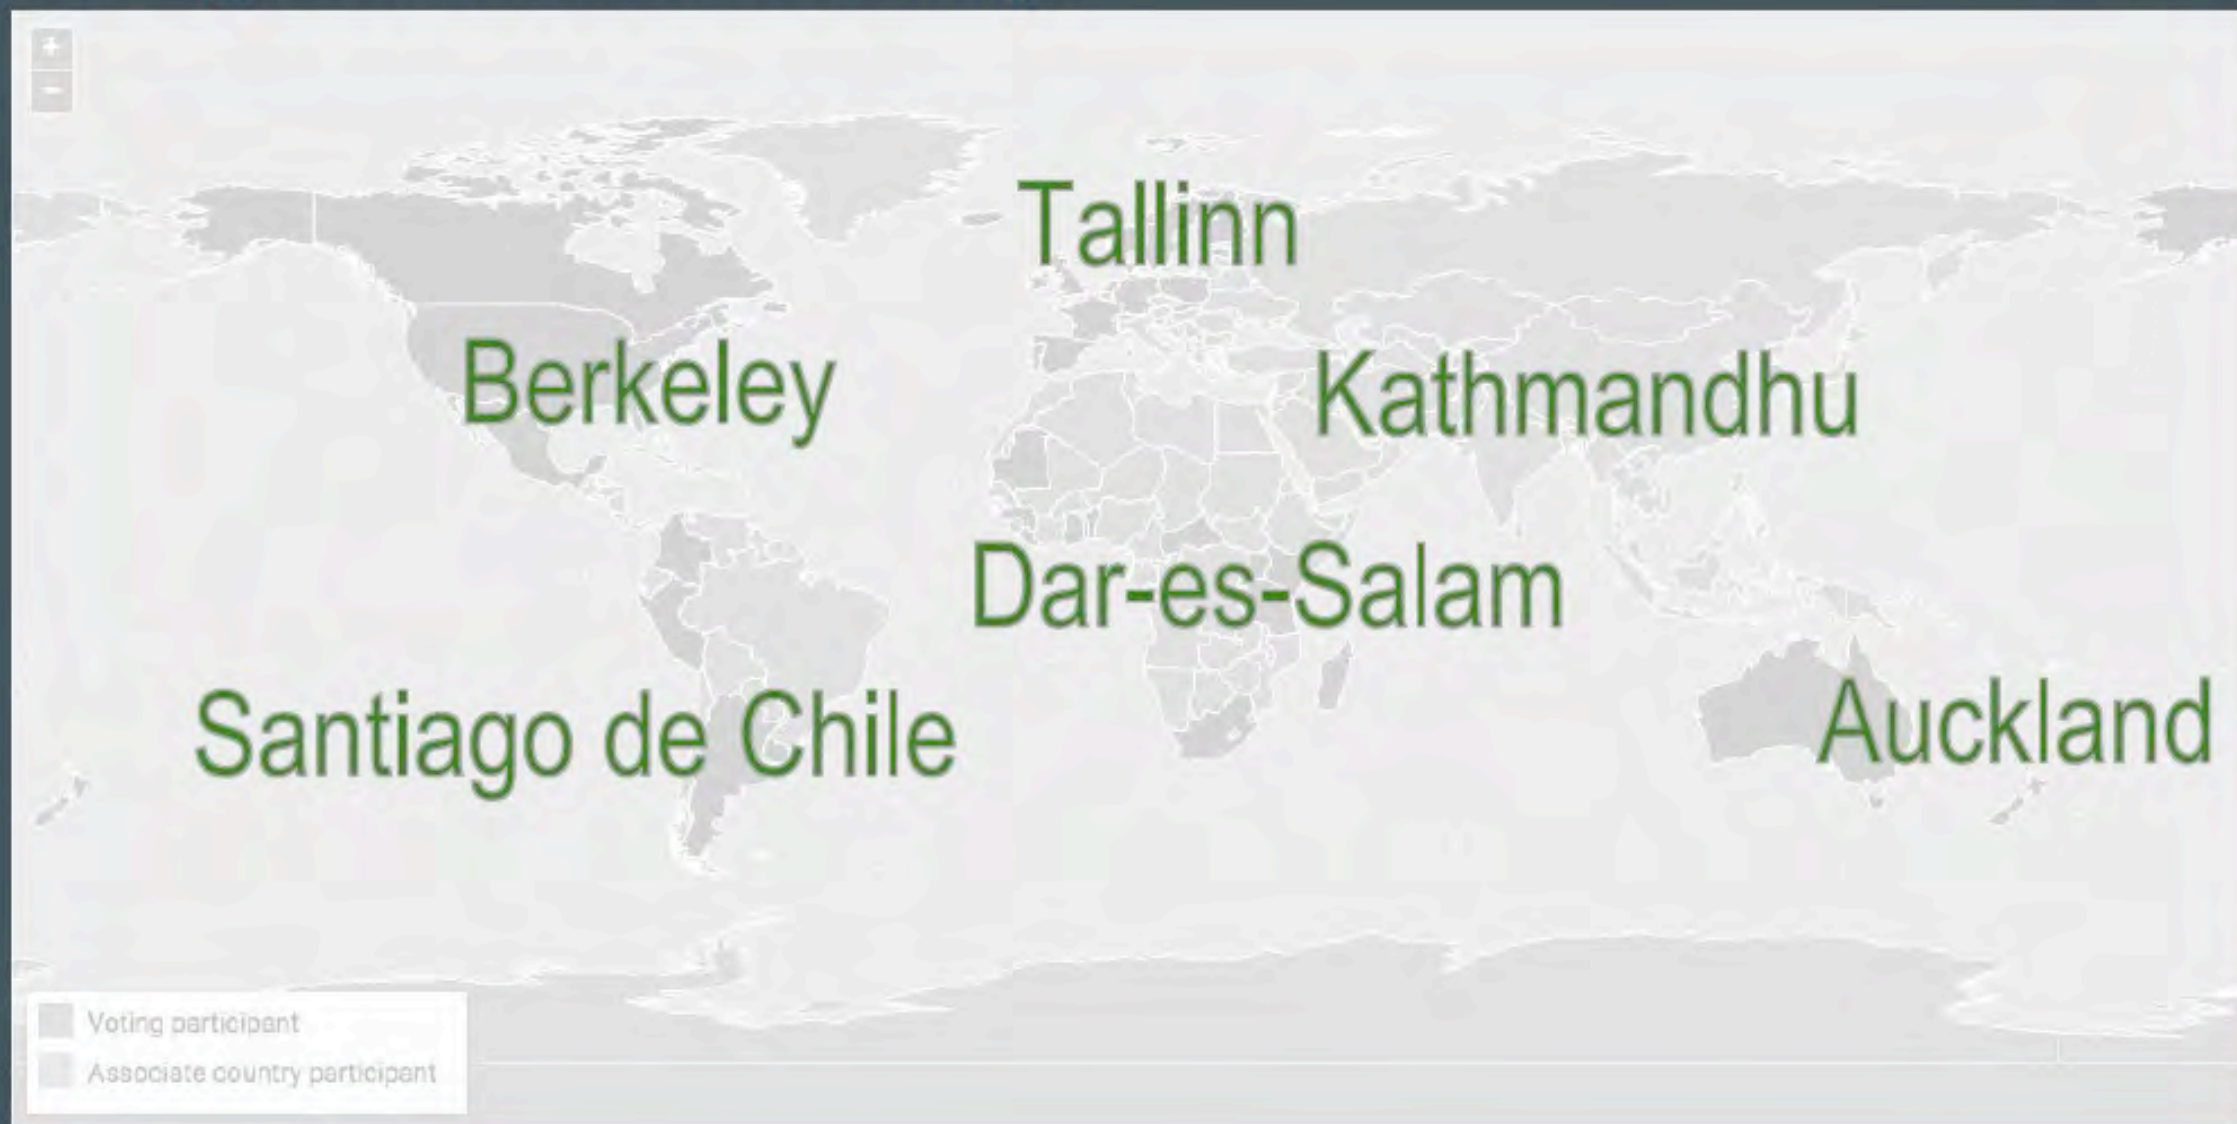 +
-
Tallinn
Berkeley
Kathmandhu
Dar-es-Salam
Santiago de Chile
Auckland
Voting participant
Associate country participant